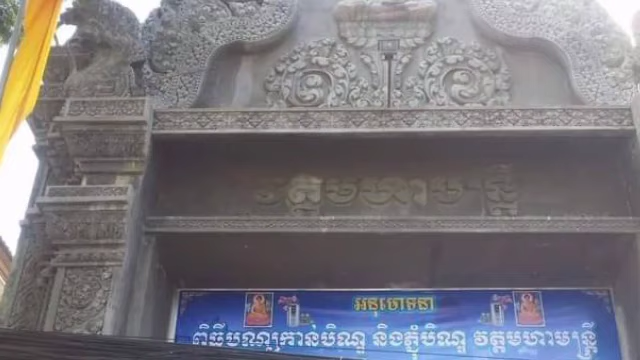 វត្តមហាមន្ត្រី
អនុមោទនា
ពិធីបុណ្យកាន់បិណ្ឌ និងភ្ជុំបិណ្ឌ វត្តមហាមន្ត្រី